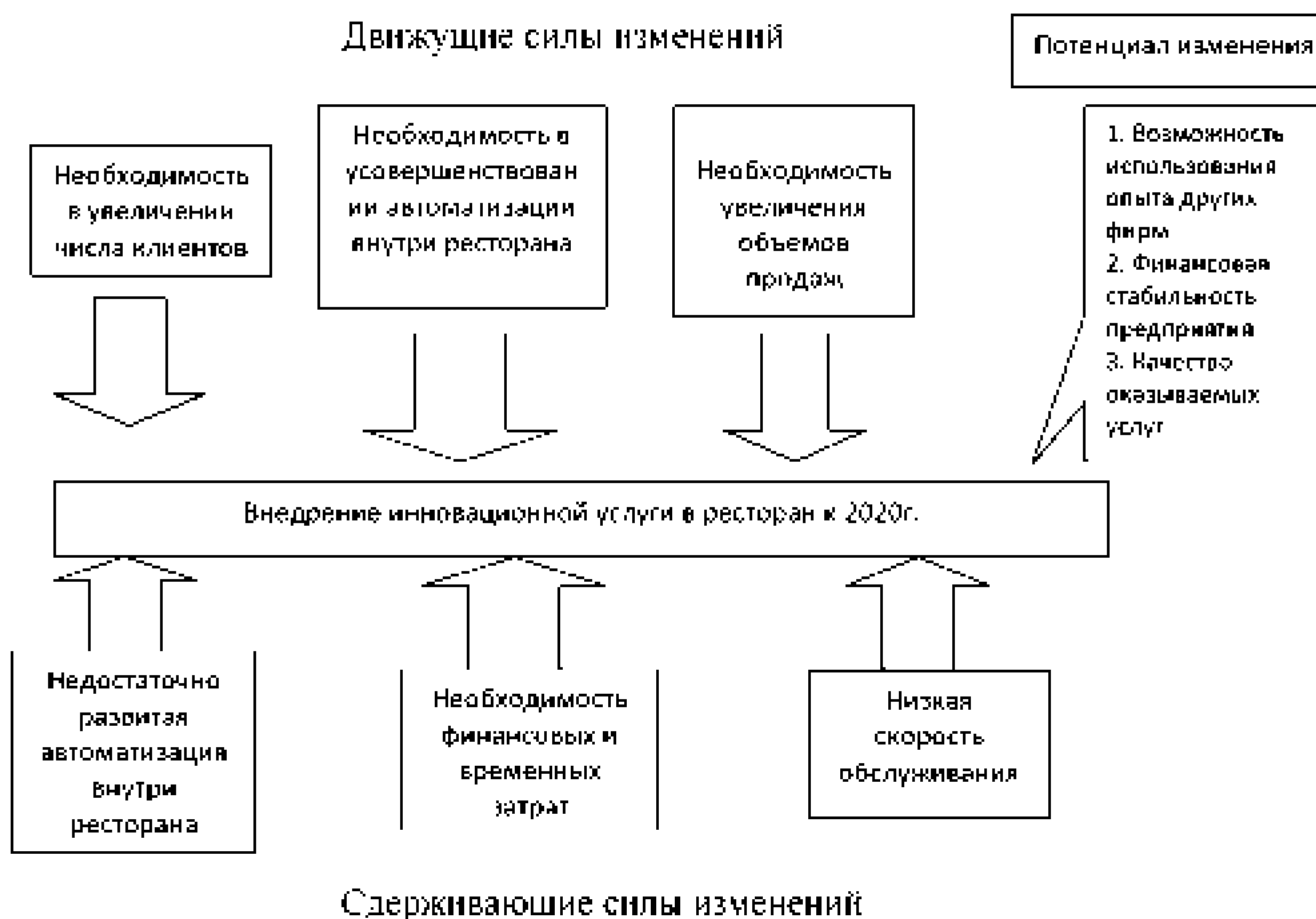 Движущие силы изменений
Потенциал изменения
Необходимость
в увеличении
числа клиентов
Необходимость в
усовершенствован
ии автоматизации
внутри ресторана
Необходимость
увеличения
объемов
продаж
1. Возможность
использования
опыта других
фирм
2. Финансовая
стабильность
предприятия
3. Качество
оказываемых
услуг
Внедрение инновационной услуги в ресторан к 2020г.
Недостаточно
развитая
автоматизация
внутри
ресторана
Необходимость
финансовых и
временных
затрат
Низкая
скорость
обслуживания
Сдерживающие силы изменений